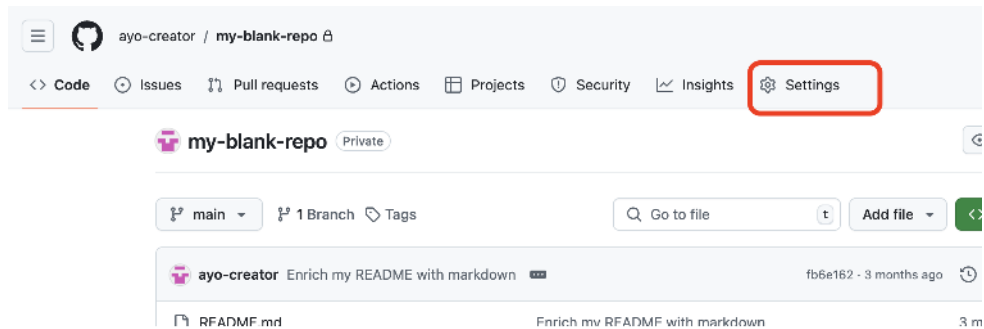 ayo-creator / my-blank-repo
Code Issues Pull requests Actions Projects Security Insights Settings
my-blank-repo Private
main 1 Branch Tags Go to file t Add file
ayo-creator Enrich my README with markdown fb6e162 · 3 months ago
README.md Enrich my README with markdown 3